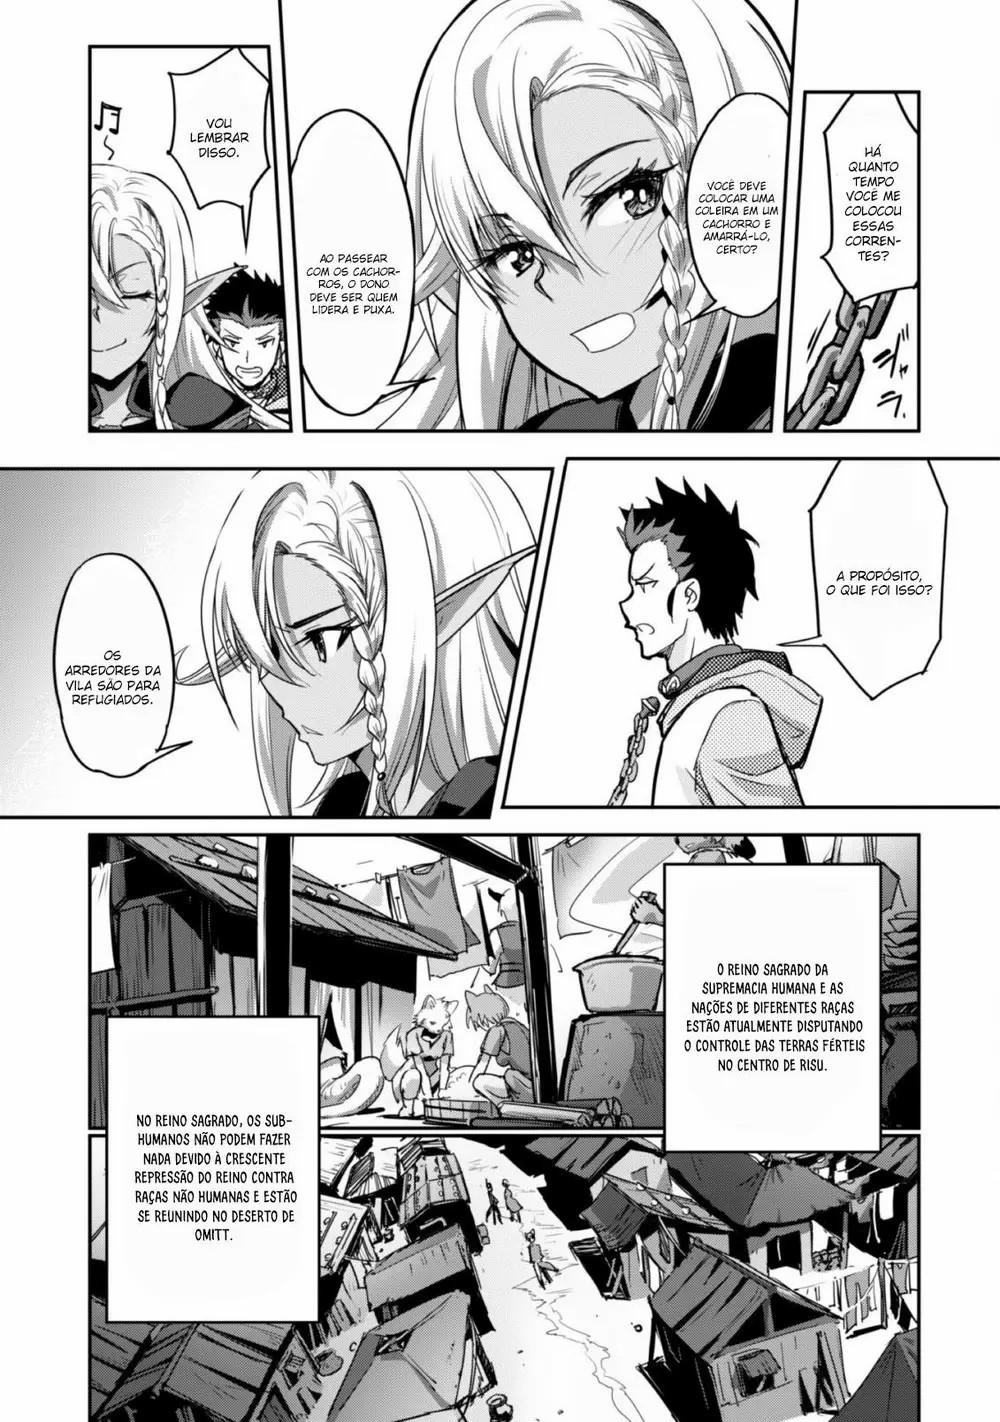 HÁ
QUANTO
TEMPO
VOCÊ ME
COLOCOU
ESSAS
CORREN-
TES?
ジャ
ラ
VOCÊ DEVE
COLOCAR UMA
COLEIRA EM UM
CACHORRO E
AMARRÁ-LO,
CERTO?
AO PASSEAR
COM OS CACHOR-
ROS, O DONO
DEVE SER QUEM
LIDERA E PUXA.
VOU
LEMBRAR
DISSO.
A PROPÓSITO,
O QUE FOI ISSO?
OS
ARREDORES DA
VILA SÃO PARA
REFUGIADOS.
O REINO SAGRADO DA
SUPREMACIA HUMANA E AS
NAÇÕES DE DIFERENTES RAÇAS
ESTÃO ATUALMENTE DISPUTANDO
O CONTROLE DAS TERRAS FÉRTEIS
NO CENTRO DE RISU.
NO REINO SAGRADO, OS SUB-
HUMANOS NÃO PODEM FAZER
NADA DEVIDO À CRESCENTE
REPRESSÃO DO REINO CONTRA
RAÇAS NÃO HUMANAS E ESTÃO
SE REUNINDO NO DESERTO DE
OMITT.